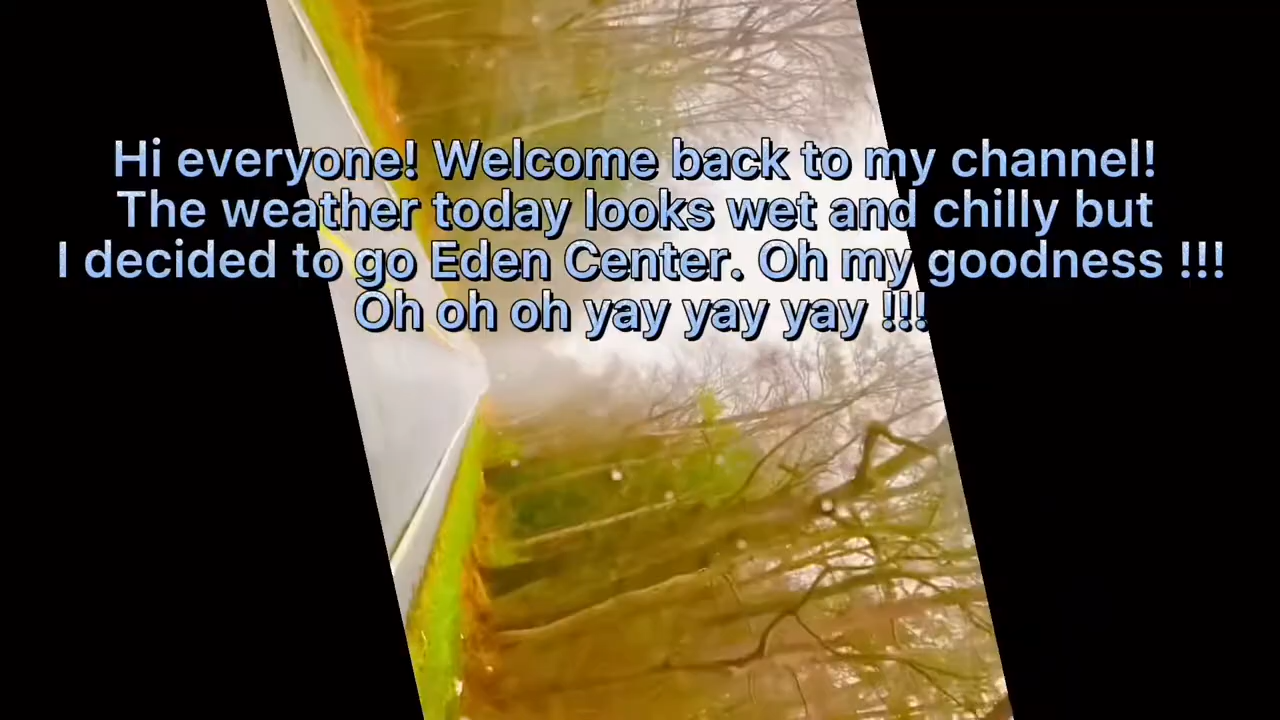 Hi everyone! Welcome back to my channel!
The weather today looks wet and chilly but
I decided to go Eden Center. Oh my goodness !!!
Oh oh oh yay yay yay !!!